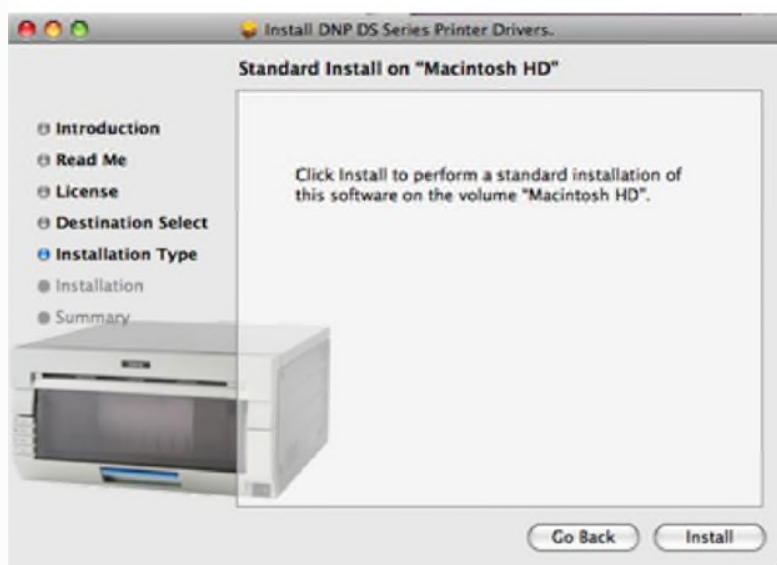 Install DNP DS Series Printer Drivers.
Standard Install on "Macintosh HD"
Introduction
Read Me
License
Destination Select
Installation Type
Installation
Summary
Click Install to perform a standard installation of
this software on the volume "Macintosh HD".
Go Back
Install